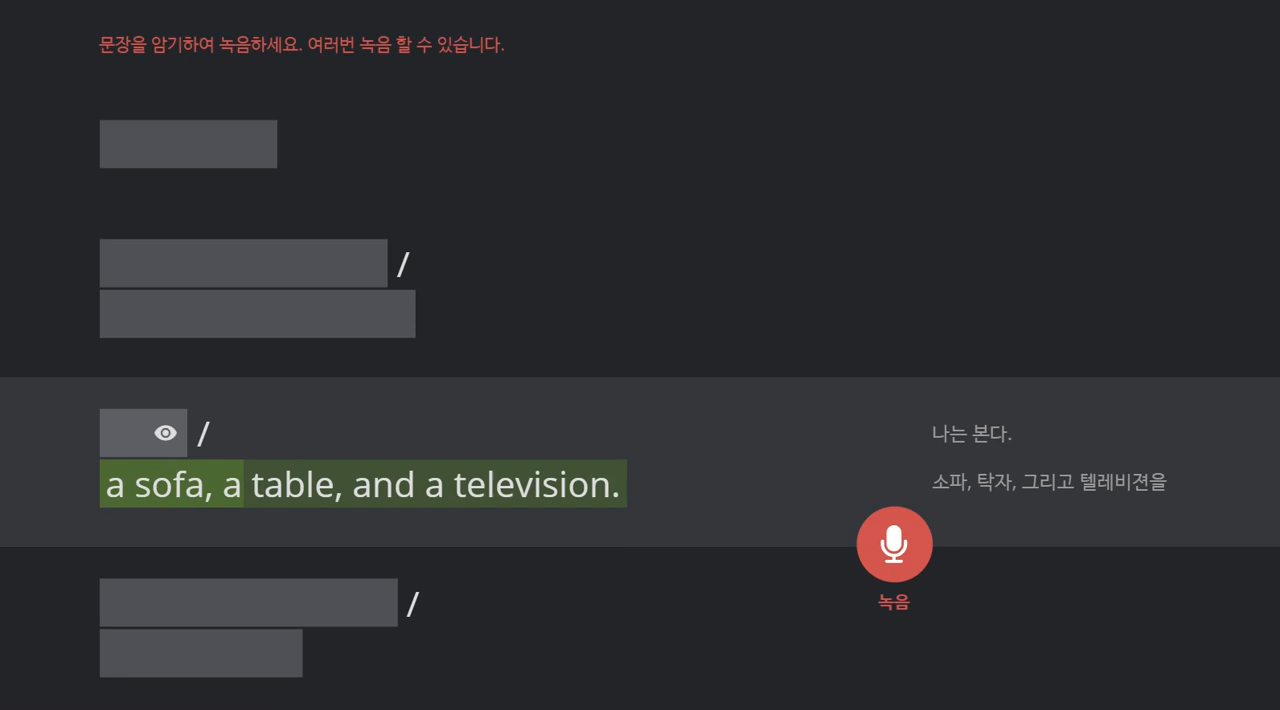 문장을 암기하여 녹음하세요. 여러번 녹음 할 수 있습니다.
/
/
나는 본다.
a sofa, a table, and a television.
소파, 탁자, 그리고 텔레비젼을
녹음
/